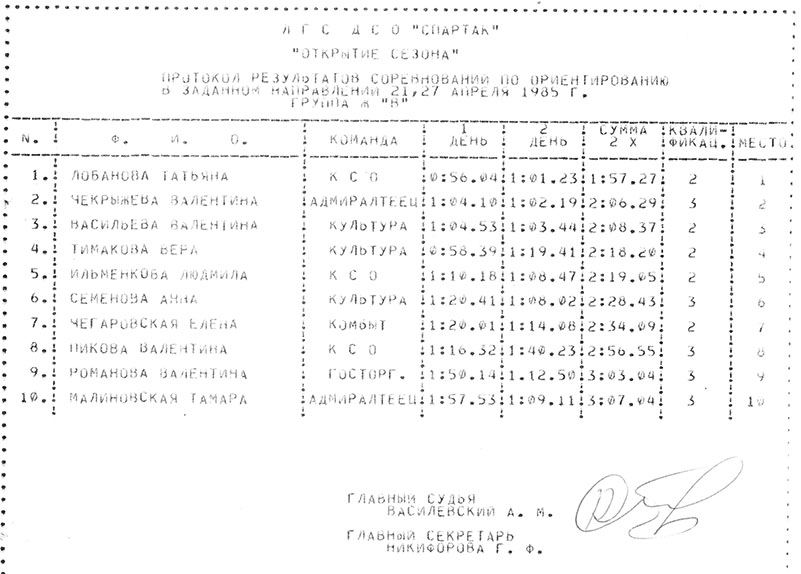 Л Г С Д С О "СПАРТАК"
"ОТКРЫТИЕ СЕЗОНА"
ПРОТОКОЛ РЕЗУЛЬТАТОВ СОРЕВНОВАНИЙ ПО ОРИЕНТИРОВАНИЮ
В ЗАДАННОМ НАПРАВЛЕНИИ 21,27 АПРЕЛЯ 1985 Г.
ГРУППА Ж "В"
N. Ф. И. О. КОМАНДА 1 ДЕНЬ 2 ДЕНЬ СУММА 2 Х КВАЛИ-ФИКАЦ. МЕСТО
1. ЛОБАНОВА ТАТЬЯНА К С О 0:56.04 1:01.23 1:57.27 2 1
2. ЧЕКРЫЖЕВА ВАЛЕНТИНА АДМИРАЛТЕЕЦ 1:04.10 1:02.19 2:06.29 3 2
3. ВАСИЛЬЕВА ВАЛЕНТИНА КУЛЬТУРА 1:04.53 1:03.44 2:08.37 2 3
4. ТИМАКОВА ВЕРА КУЛЬТУРА 0:58.39 1:19.41 2:18.20 2 4
5. ИЛЬМЕНКОВА ЛЮДМИЛА К С О 1:10.18 1:08.47 2:19.05 2 5
6. СЕМЕНОВА АННА КУЛЬТУРА 1:20.41 1:08.02 2:28.43 3 6
7. ЧЕГАРОВСКАЯ ЕЛЕНА КОМБЫТ 1:20.01 1:14.08 2:34.09 2 7
8. ПИКОВА ВАЛЕНТИНА К С О 1:16.32 1:40.23 2:56.55 3 8
9. РОМАНОВА ВАЛЕНТИНА ГОСТОРГ. 1:50.14 1.12.50 3:03.04 3 9
10. МАЛИНОВСКАЯ ТАМАРА АДМИРАЛТЕЕЦ 1:57.53 1:09.11 3:07.04 3 10
ГЛАВНЫЙ СУДЬЯ
ВАСИЛЕВСКИЙ А. М.
ГЛАВНЫЙ СЕКРЕТАРЬ
НИКИФОРОВА Г. Ф.